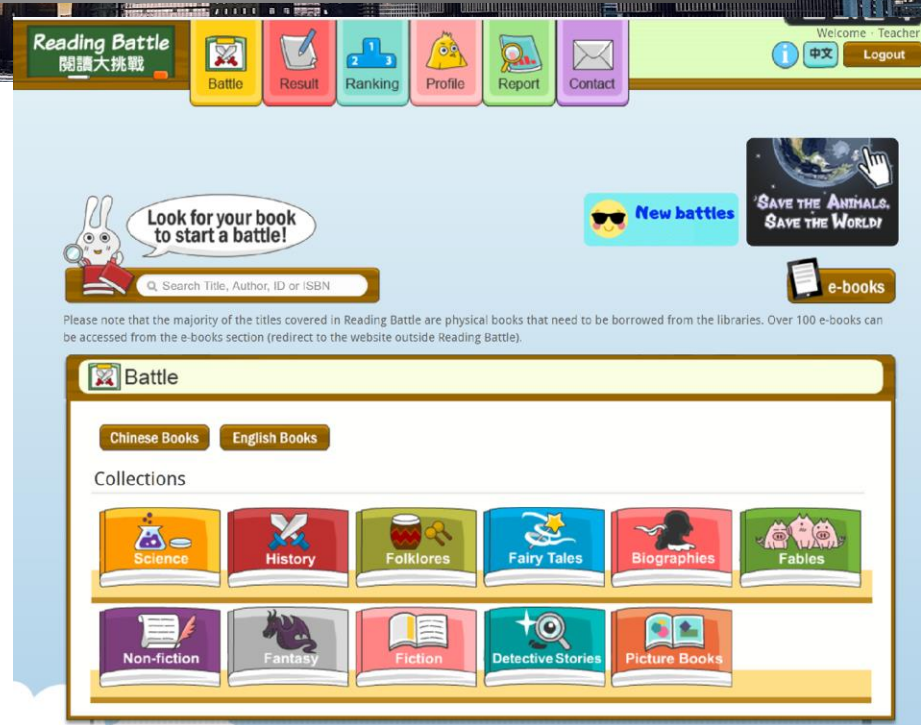 Reading Battle
閱讀大挑戰
Battle
Result
1
2 3
Ranking
Profile
Report
Contact
Welcome · Teacher
i
中文
Logout
Look for your book
to start a battle!
New battles
SAVE THE ANIMALS,
SAVE THE WORLD!
Search Title, Author, ID or ISBN
e-books
Please note that the majority of the titles covered in Reading Battle are physical books that need to be borrowed from the libraries. Over 100 e-books can
be accessed from the e-books section (redirect to the website outside Reading Battle).
Battle
Chinese Books
English Books
Collections
Science
History
Folklores
Fairy Tales
Biographies
Fables
Non-fiction
Fantasy
Fiction
Detective Stories
Picture Books